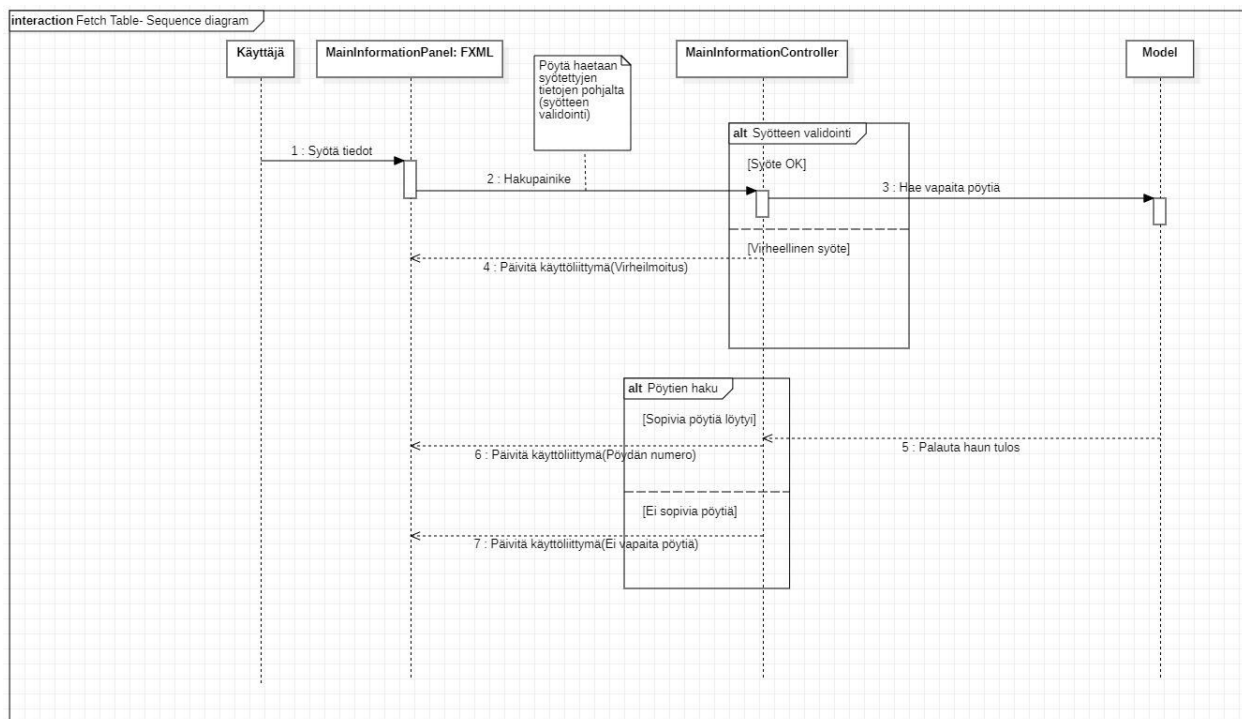 interaction Fetch Table- Sequence diagram
Käyttäjä
MainInformationPanel: FXML
MainInformationController
Model
Pöytä haetaan
syötettyjen
tietojen pohjalta
(syötteen
validointi)
alt Syötteen validointi
1 : Syötä tiedot
[Syöte OK]
2 : Hakupainike
3 : Hae vapaita pöytiä
[Virheellinen syöte]
4 : Päivitä käyttöliittymä(Virheilmoitus)
alt Pöytien haku
[Sopivia pöytiä löytyi]
5 : Palauta haun tulos
6 : Päivitä käyttöliittymä(Pöydän numero)
[Ei sopivia pöytiä]
7 : Päivitä käyttöliittymä(Ei vapaita pöytiä)